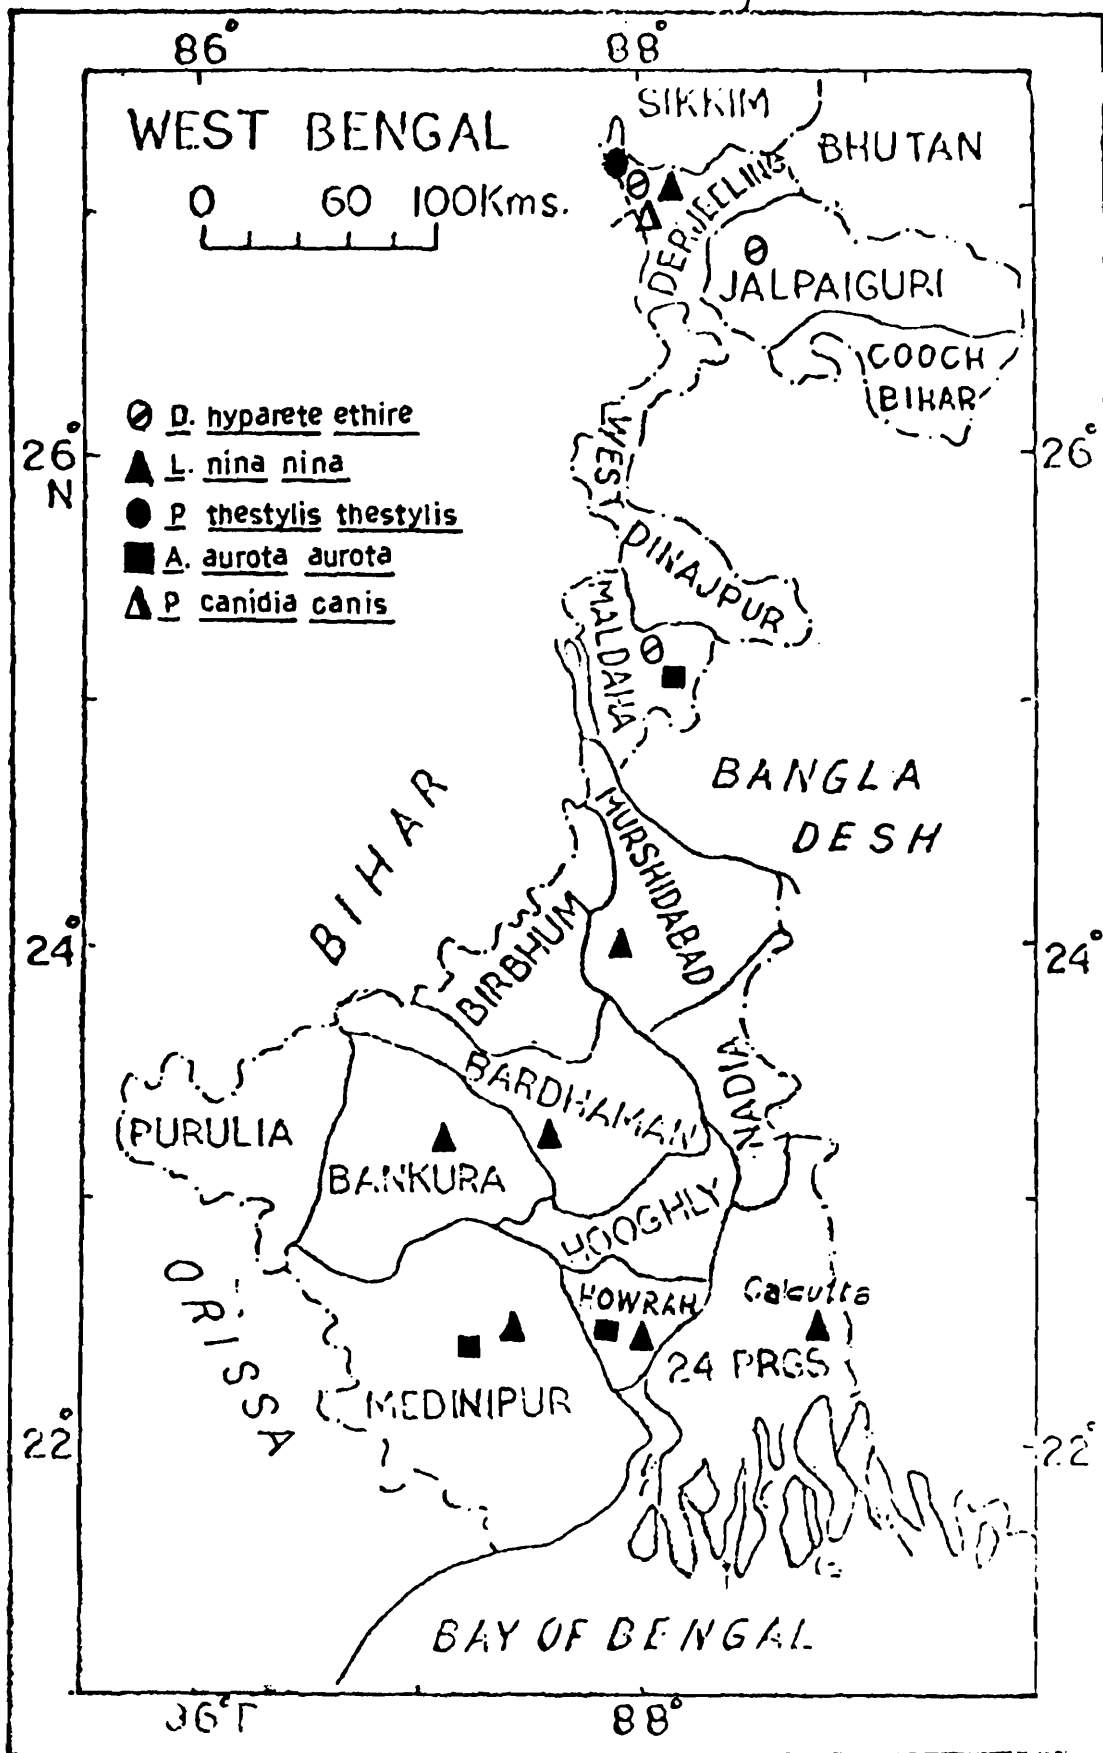 86° 88°
SIKKIM
WEST BENGAL
BHUTAN
0 60 100Kms.
DERJEELING
JALPAIGURI
COOCH
BIHAR
D. hyparete ethire
L. nina nina
P thestylis thestylis
A. aurota aurota
P canidia canis
26° 26°
N
WEST
DINAJPUR
MALDAHA
BANGLA
DESH
BIHAR
MURSHIDABAD
24° 24°
BIRBHUM
NADIA
BARDHAMAN
PURULIA
BANKURA
HOOGHLY
ORISSA
HOWRAH
Calcutta
24 PRGS
MEDINIPUR
22° 22°
BAY OF BENGAL
88°